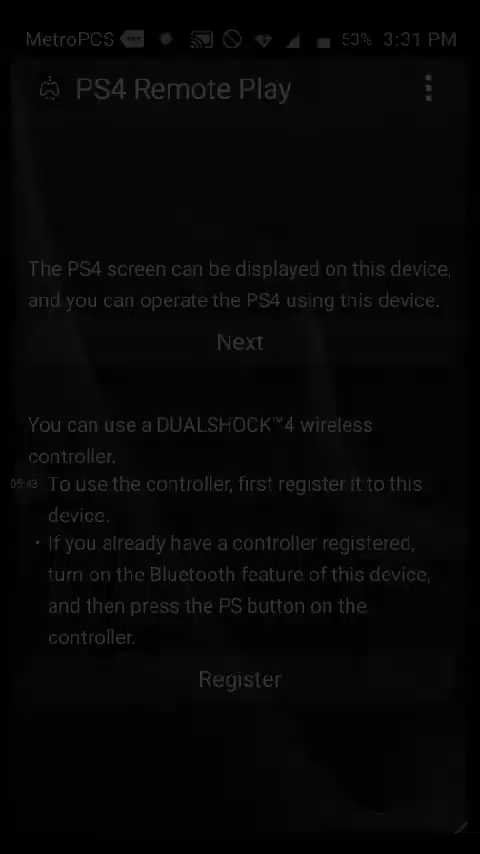 MetroPCS 53% 3:31 PM
PS4 Remote Play
The PS4 screen can be displayed on this device,
and you can operate the PS4 using this device.
Next
You can use a DUALSHOCK™4 wireless
controller.
05:43 To use the controller, first register it to this
device.
・If you already have a controller registered,
turn on the Bluetooth feature of this device,
and then press the PS button on the
controller.
Register